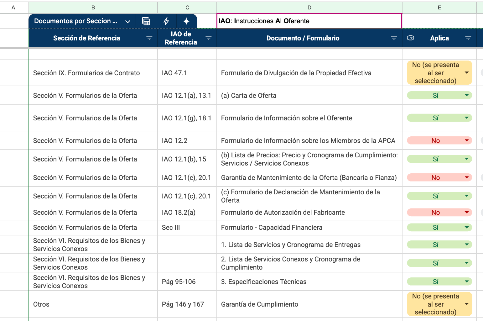 A B C D E
Documentos por Seccion ... IAO: Instrucciones Al Oferente
Sección de Referencia IAO de Referencia Documento / Formulario Aplica
Sección IX. Formularios de Contrato IAO 47.1 Formulario de Divulgación de la Propiedad Efectiva No (se presenta al ser seleccionado)
Sección V. Formularios de la Oferta IAO 12.1(a), 13.1 (a) Carta de Oferta Sí
Sección V. Formularios de la Oferta IAO 12.1(g), 18.1 Formulario de Información sobre el Oferente Sí
Sección V. Formularios de la Oferta IAO 12.2 Formulario de Información sobre los Miembros de la APCA No
Sección V. Formularios de la Oferta IAO 12.1(b), 15 (b) Lista de Precios: Precio y Cronograma de Cumplimiento: Servicios / Servicios Conexos Sí
Sección V. Formularios de la Oferta IAO 12.1(c), 20.1 Garantía de Mantenimiento de la Oferta (Bancaria o Fianza) No
Sección V. Formularios de la Oferta IAO 12.1(c), 20.1 (c) Formulario de Declaración de Mantenimiento de la Oferta Sí
Sección V. Formularios de la Oferta IAO 18.2(a) Formulario de Autorización del Fabricante No
Sección V. Formularios de la Oferta Sec III Formulario - Capacidad Financiera Sí
Sección VI. Requisitos de los Bienes y Servicios Conexos 1. Lista de Servicios y Cronograma de Entregas Sí
Sección VI. Requisitos de los Bienes y Servicios Conexos 2. Lista de Servicios Conexos y Cronograma de Cumplimiento Sí
Sección VI. Requisitos de los Bienes y Servicios Conexos Pág 95-106 3. Especificaciones Técnicas Sí
Otros Pág 146 y 167 Garantía de Cumplimiento No (se presenta al ser seleccionado)